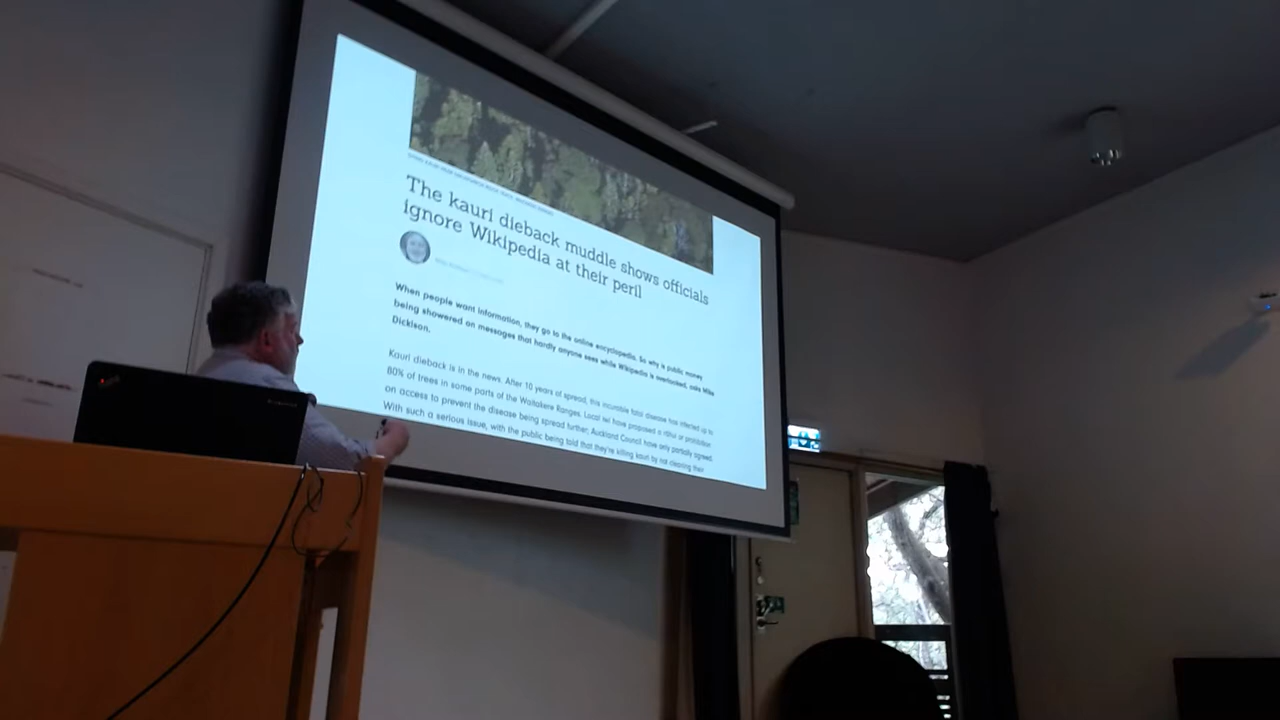 The kauri dieback muddle shows officials
ignore Wikipedia at their peril
When people want information, they go to the online encyclopedia. So why is public money
being showered on messages that hardly anyone sees while Wikipedia is overlooked, asks Mike
Dickison.
Kauri dieback is in the news. After 10 years of spread, this incurable fatal disease has infected up to
80% of trees in some parts of the Waitakere Ranges. Local iwi have proposed a rāhui or prohibition
on access to prevent the disease being spread further; Auckland Council have only partially agreed.
With such a serious issue, with the public being told that they're killing kauri by not cleaning their